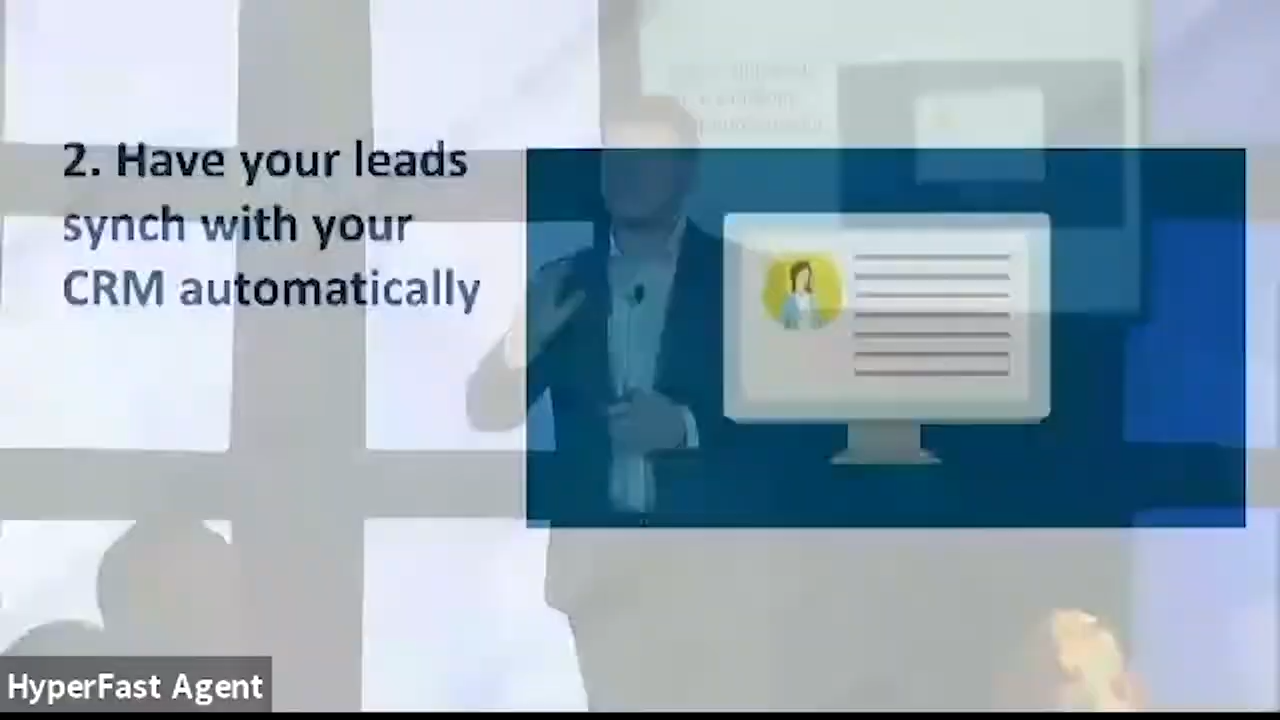 2. Have your leads
synch with your
CRM automatically
HyperFast Agent